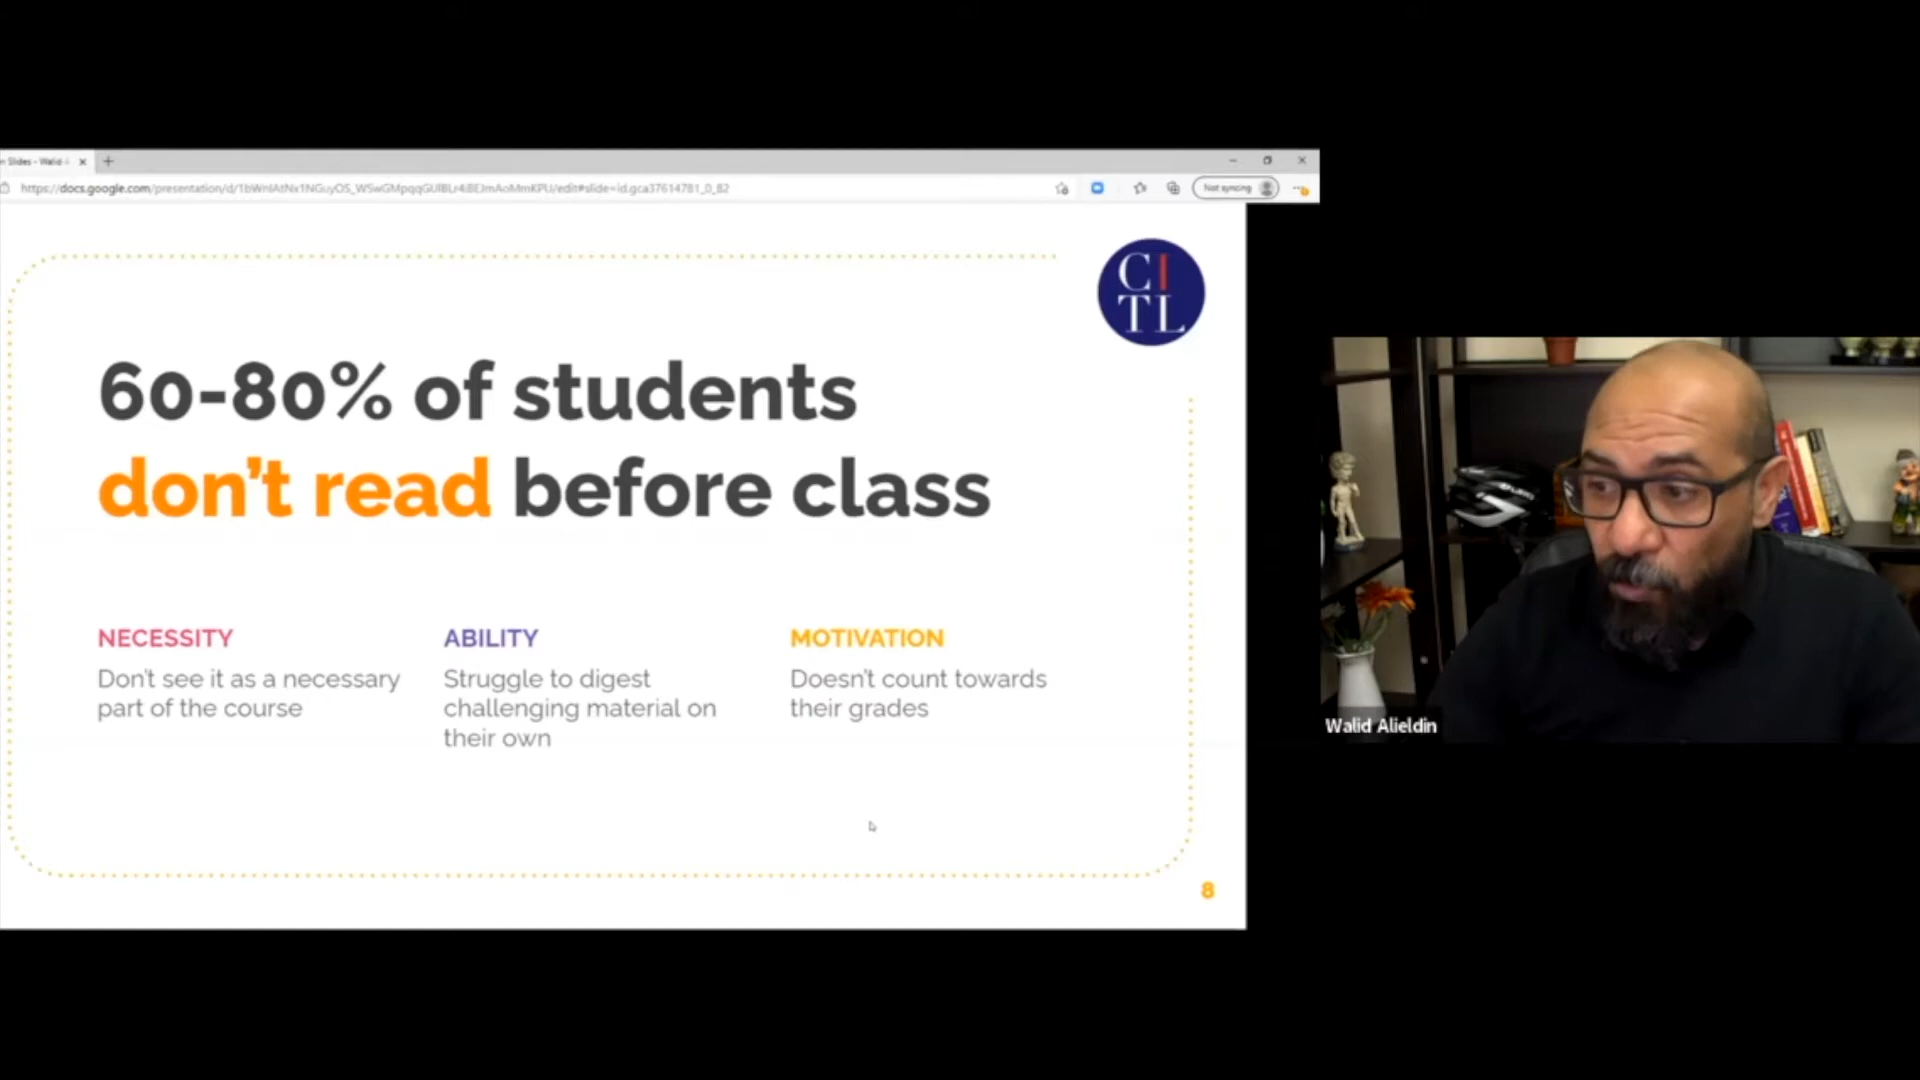 n Slides - Walid
https://docs.google.com/presentation/d/
Not syncing
CI
TL
60-80% of students
don't read before class
NECESSITY
Don't see it as a necessary
part of the course
ABILITY
Struggle to digest
challenging material on
their own
MOTIVATION
Doesn't count towards
their grades
8
Walid Alieldin